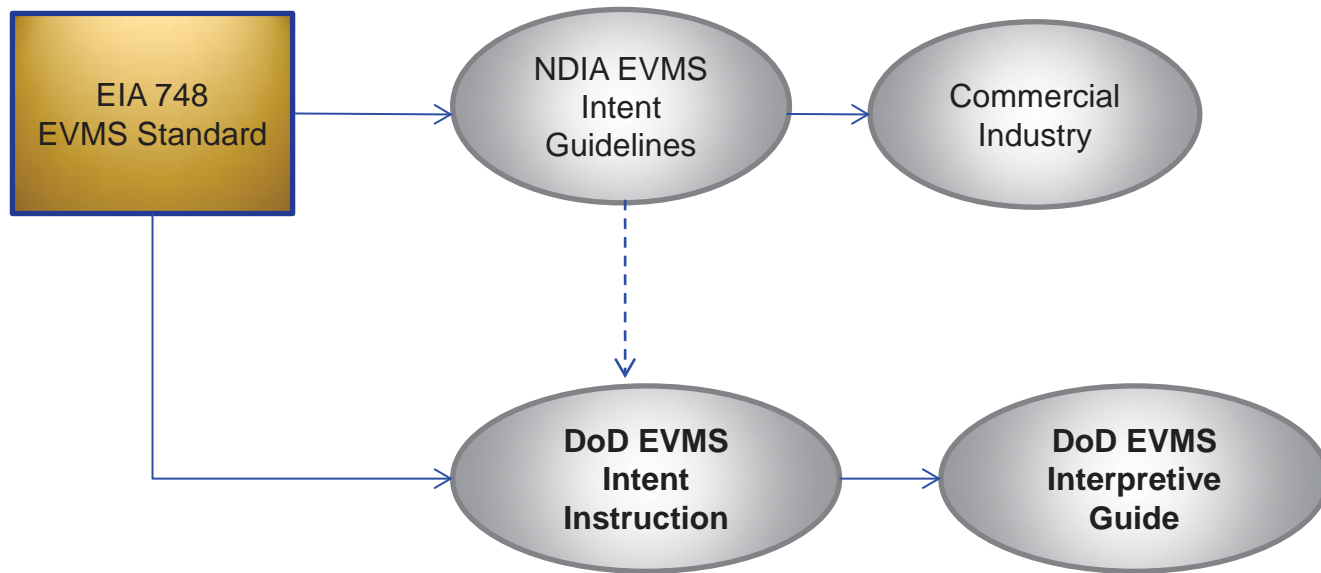 EIA 748
EVMS Standard
NDIA EVMS
Intent
Guidelines
Commercial
Industry
DoD EVMS
Intent
Instruction
DoD EVMS
Interpretive
Guide